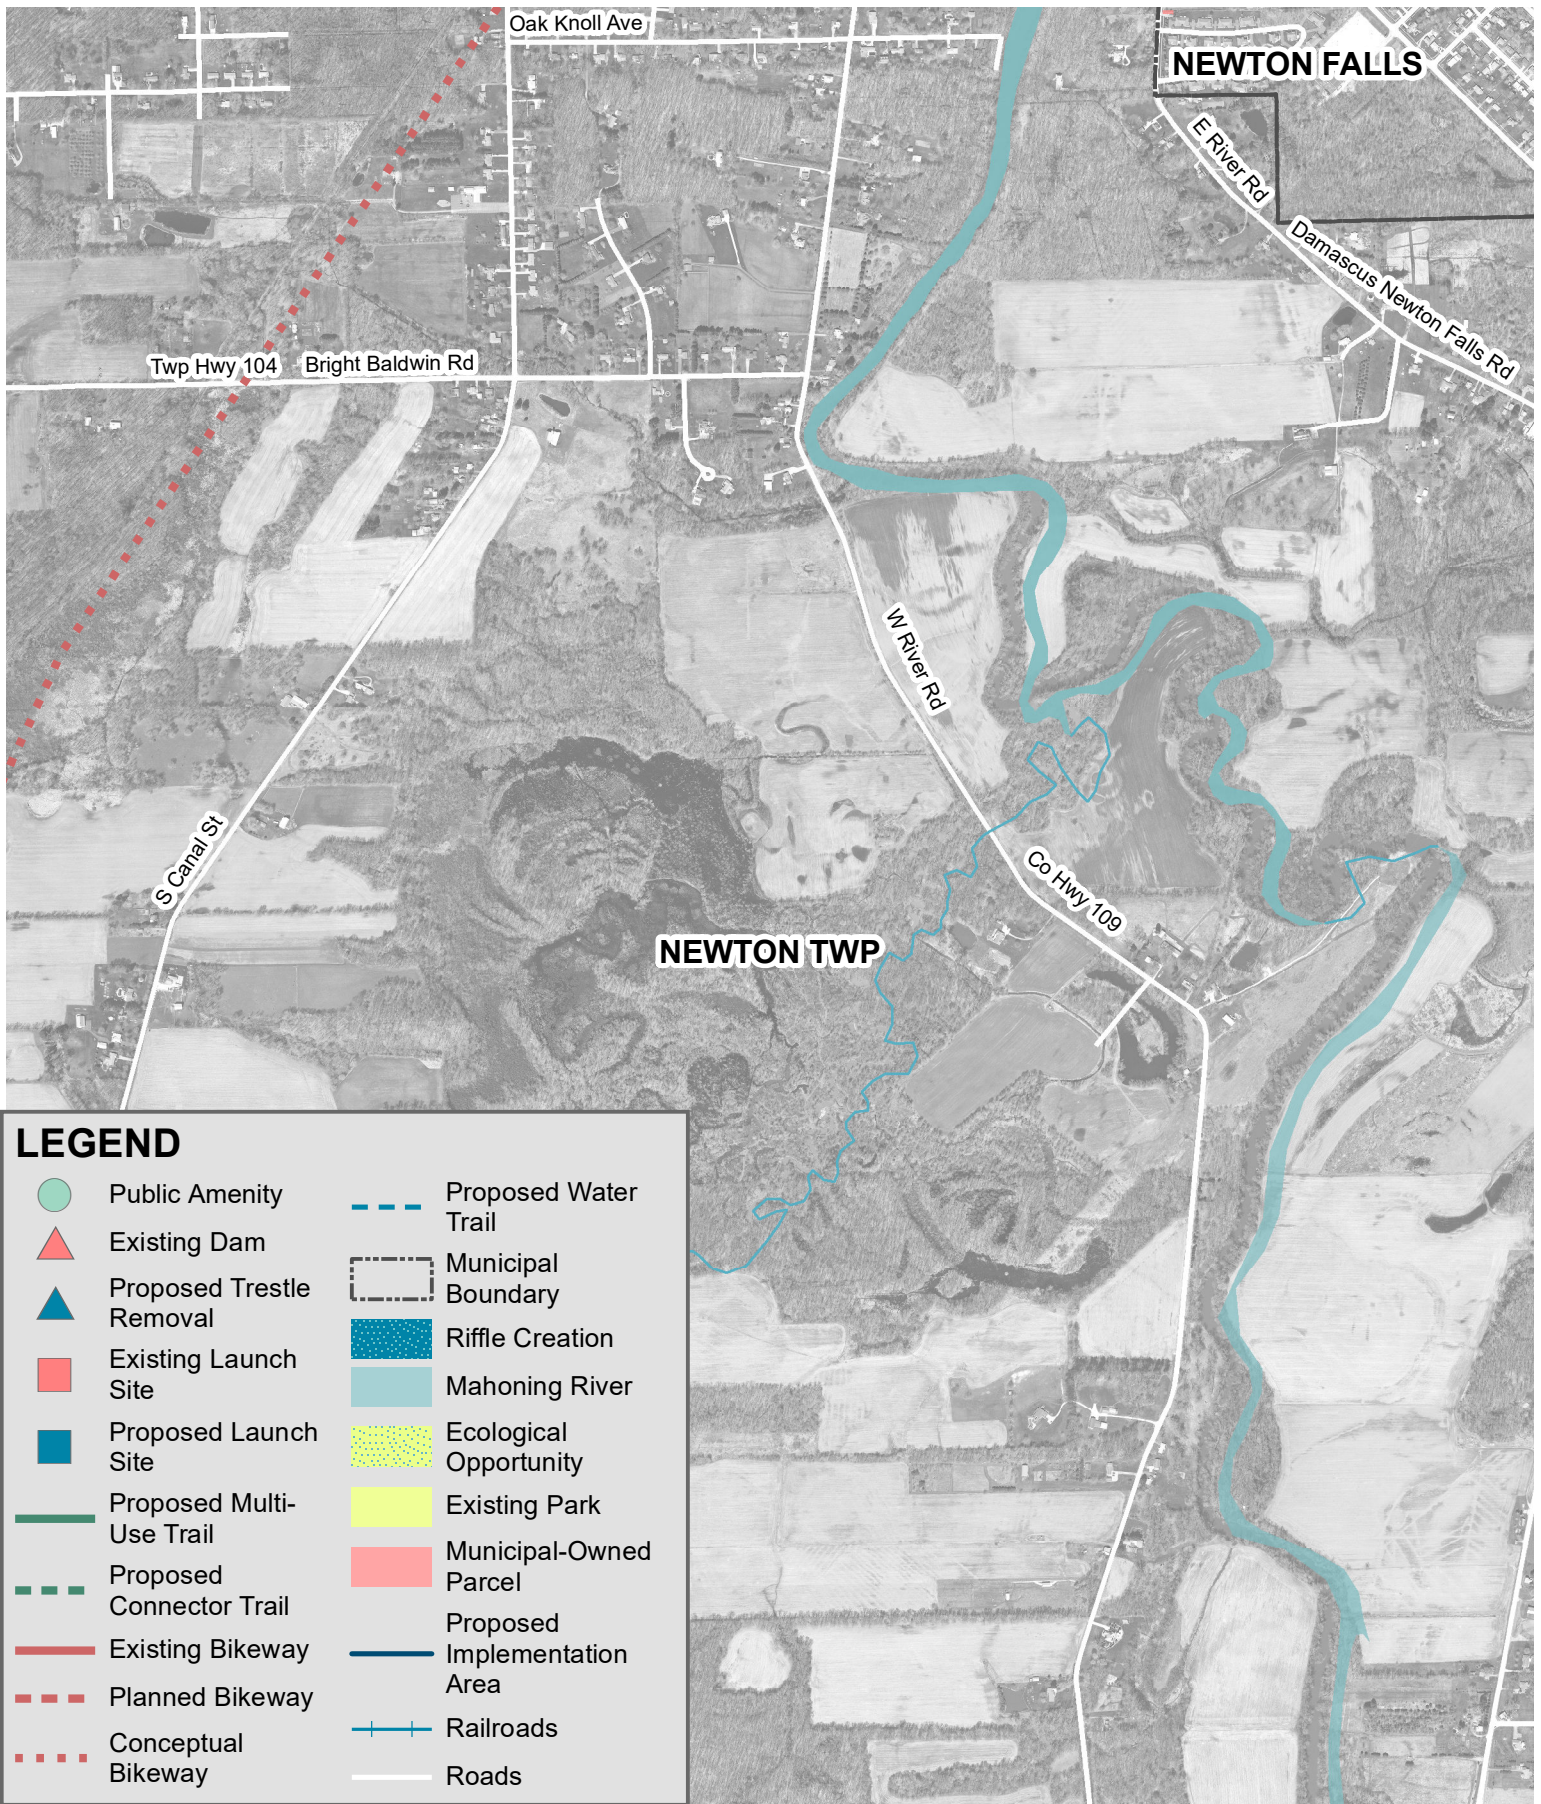 Oak Knoll Ave
NEWTON FALLS
E River Rd
Damascus Newton Falls Rd
Twp Hwy 104
Bright Baldwin Rd
W River Rd
S Canal St
Co Hwy 109
NEWTON TWP
LEGEND
Public Amenity
Existing Dam
Proposed Trestle
Removal
Existing Launch
Site
Proposed Launch
Site
Proposed Multi-
Use Trail
Proposed
Connector Trail
Existing Bikeway
Planned Bikeway
Conceptual
Bikeway
Proposed Water
Trail
Municipal
Boundary
Riffle Creation
Mahoning River
Ecological
Opportunity
Existing Park
Municipal-Owned
Parcel
Proposed
Implementation
Area
Railroads
Roads